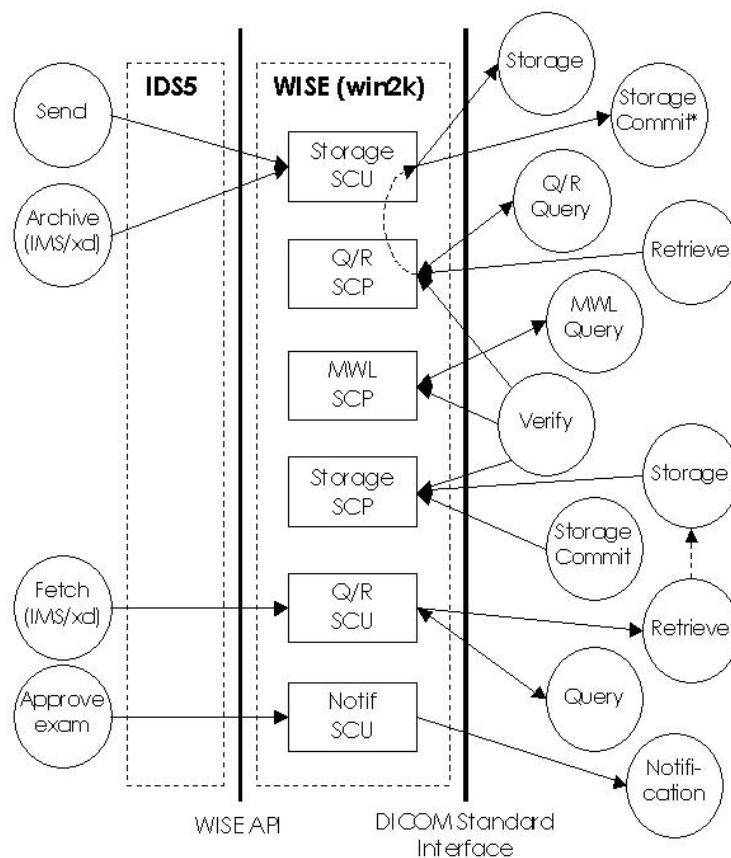 IDS5
WISE (win2k)
Storage
Storage
Commit*
Send
Storage
SCU
Archive
(IMS/xd)
Q/R
Query
Q/R
SCP
Retrieve
MWL
Query
MWL
SCP
Verify
Storage
SCP
Storage
Storage
Commit
Fetch
(IMS/xd)
Q/R
SCU
Retrieve
Approve
exam
Notif
SCU
Query
Notifi-
cation
WISE API
DICOM Standard
Interface